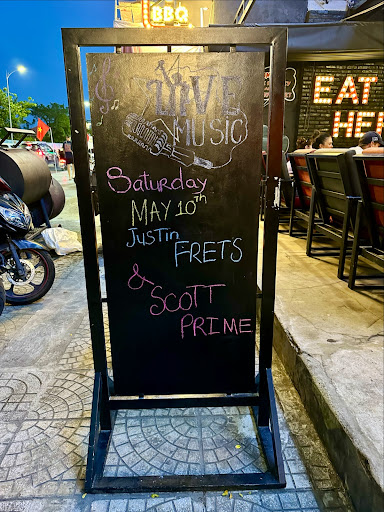 BBQ
LIVE
MUSIC
Saturday
MAY 10th
JUSTIN
FRETS
&
SCOTT
PRIME
EAT
HE